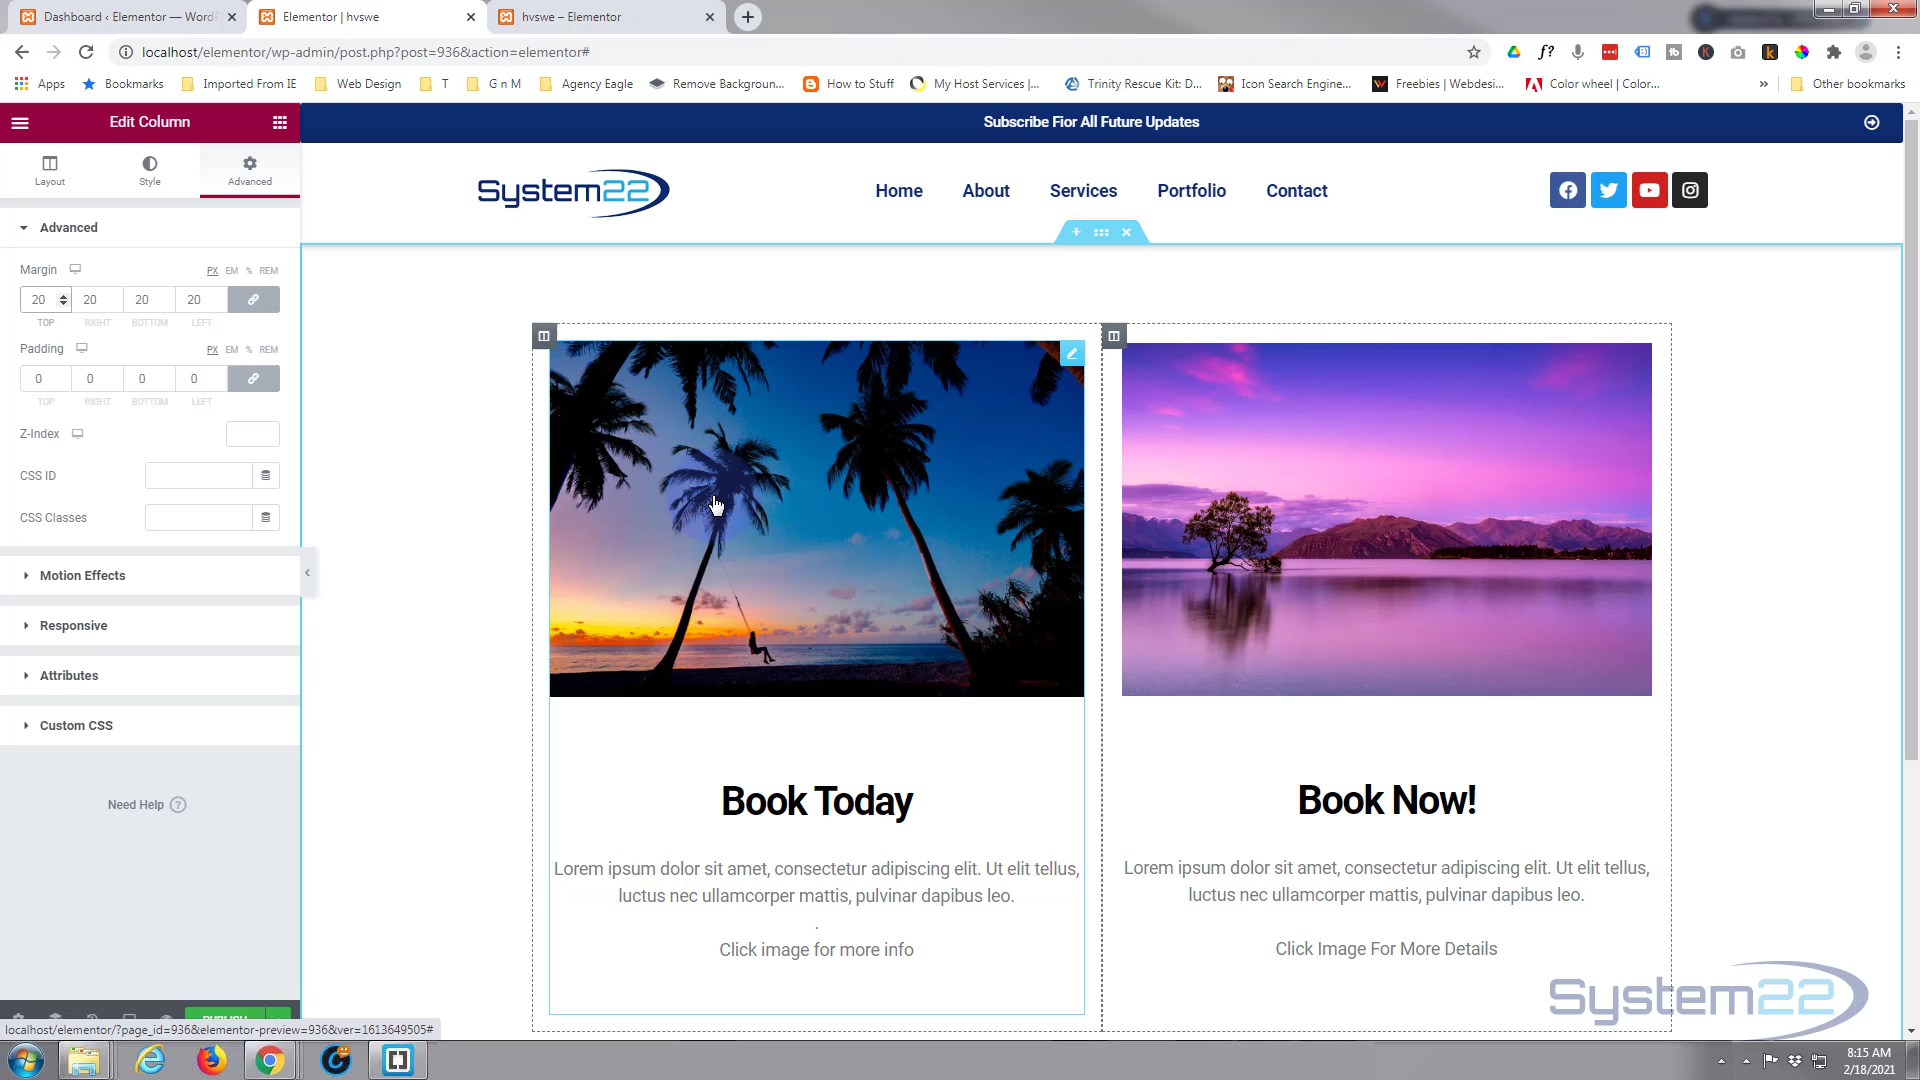 Dashboard ‹ Elementor — WordP
Elementor | hvswe
hvswe – Elementor
localhost/elementor/wp-admin/post.php?post=936&action=elementor#
Apps
Bookmarks
Imported From IE
Web Design
T
G n M
Agency Eagle
Remove Backgroun...
How to Stuff
My Host Services |...
Trinity Rescue Kit: D...
Icon Search Engine...
Freebies | Webdesi...
Color wheel | Color...
»
Other bookmarks
Edit Column
Subscribe Fior All Future Updates
Layout
Style
Advanced
System22
Home
About
Services
Portfolio
Contact
Advanced
Margin
PX EM % REM
20 20 20 20
TOP RIGHT BOTTOM LEFT
Padding
PX EM % REM
0 0 0 0
TOP RIGHT BOTTOM LEFT
Z-Index
CSS ID
CSS Classes
Motion Effects
Responsive
Attributes
Custom CSS
Need Help ?
Book Today
Lorem ipsum dolor sit amet, consectetur adipiscing elit. Ut elit tellus,
luctus nec ullamcorper mattis, pulvinar dapibus leo.
.
Click image for more info
Book Now!
Lorem ipsum dolor sit amet, consectetur adipiscing elit. Ut elit tellus,
luctus nec ullamcorper mattis, pulvinar dapibus leo.
Click Image For More Details
System22
PUBLISH
localhost/elementor/?page_id=936&elementor-preview=936&ver=1613649505#
8:15 AM
2/18/2021